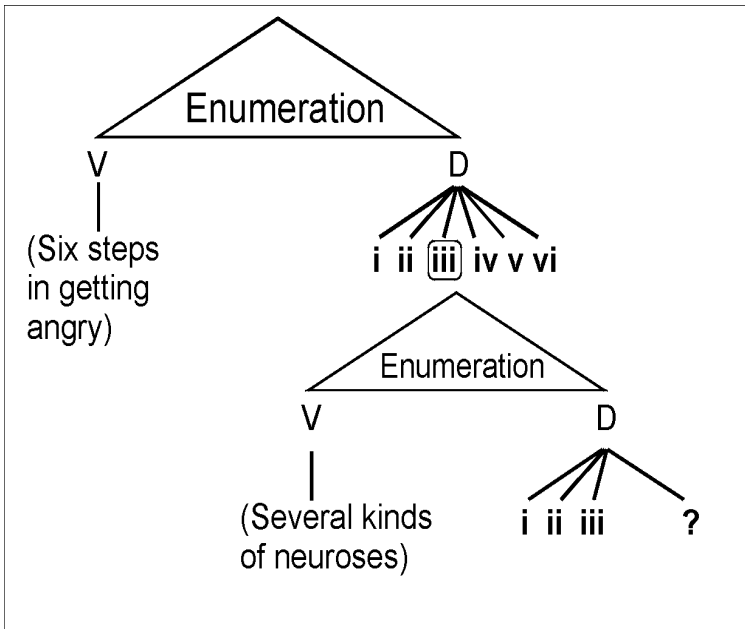 Enumeration
V D
(Six steps
in getting
angry)
i ii iii iv v vi
Enumeration
V D
(Several kinds
of neuroses)
i ii iii ?